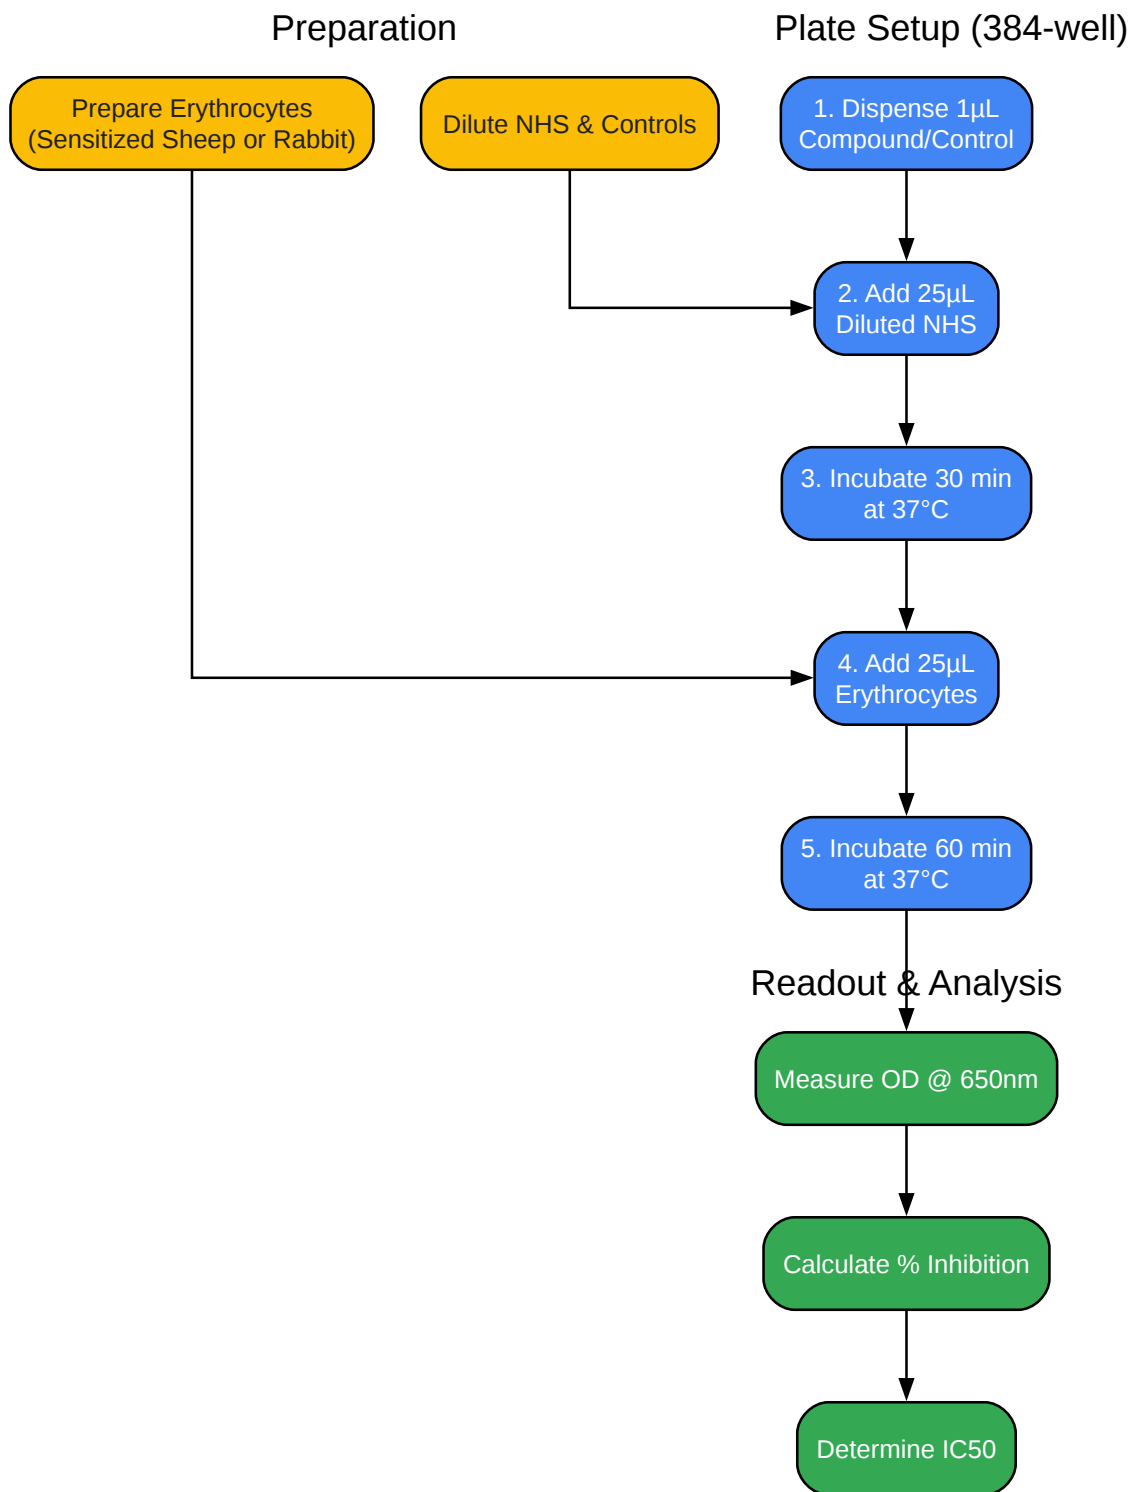 Preparation
Plate Setup (384-well)
Prepare Erythrocytes
(Sensitized Sheep or Rabbit)
Dilute NHS & Controls
1. Dispense 1µL
Compound/Control
2. Add 25µL
Diluted NHS
3. Incubate 30 min
at 37°C
4. Add 25µL
Erythrocytes
5. Incubate 60 min
at 37°C
Readout & Analysis
Measure OD @ 650nm
Calculate % Inhibition
Determine IC50